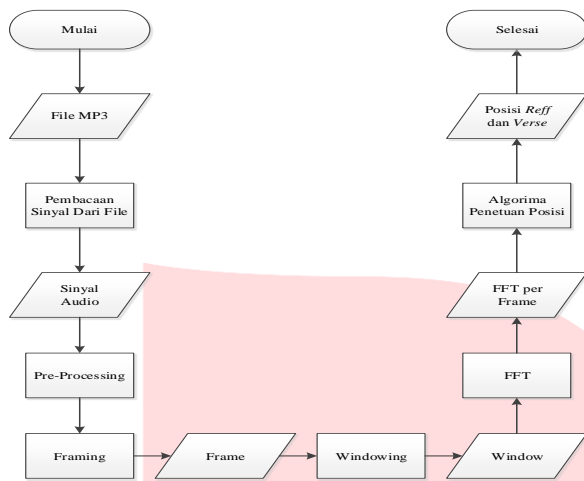 Mulai
File MP3
Pembacaan
Sinyal Dari File
Sinyal
Audio
Pre-Processing
Framing
Frame
Windowing
Window
FFT
FFT per
Frame
Algorima
Penetuan Posisi
Posisi Reff
dan Verse
Selesai